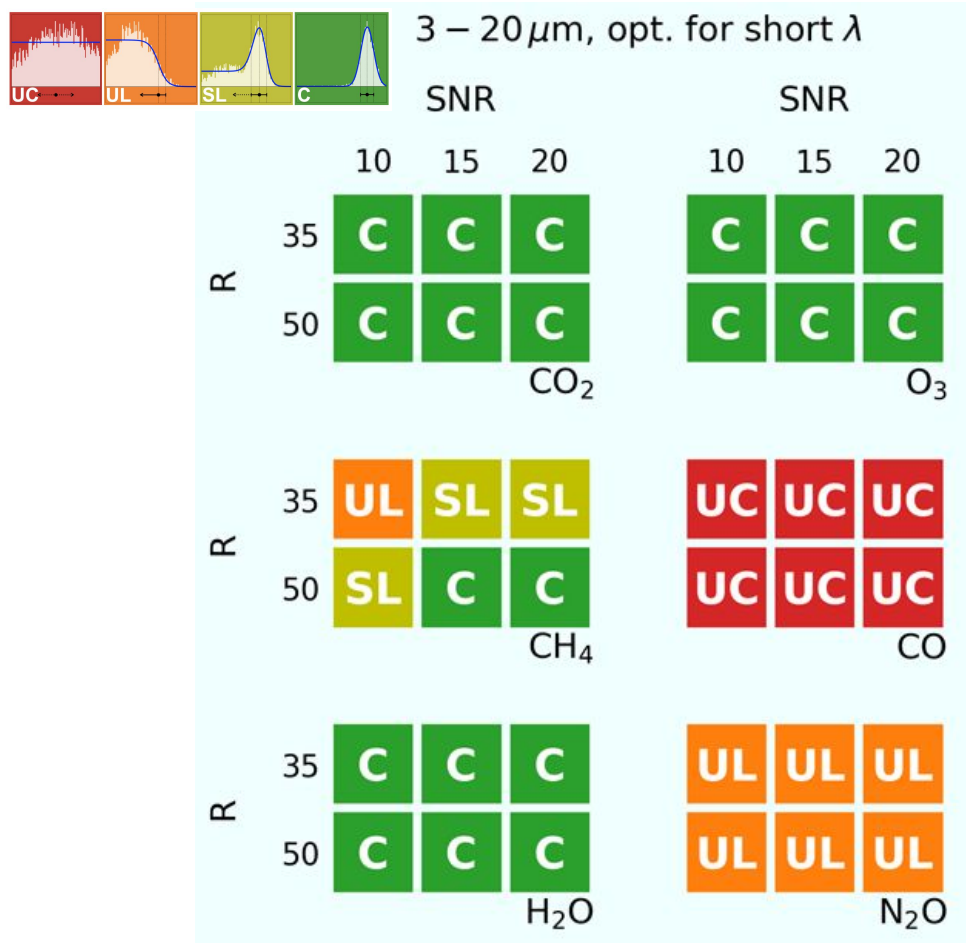 UC UL SL C
3 − 20 μm, opt. for short λ
SNR SNR
10 15 20 10 15 20
35 C C C C C C
R
50 C C C C C C
CO₂ O₃
35 UL SL SL UC UC UC
R
50 SL C C UC UC UC
CH₄ CO
35 C C C UL UL UL
R
50 C C C UL UL UL
H₂O N₂O